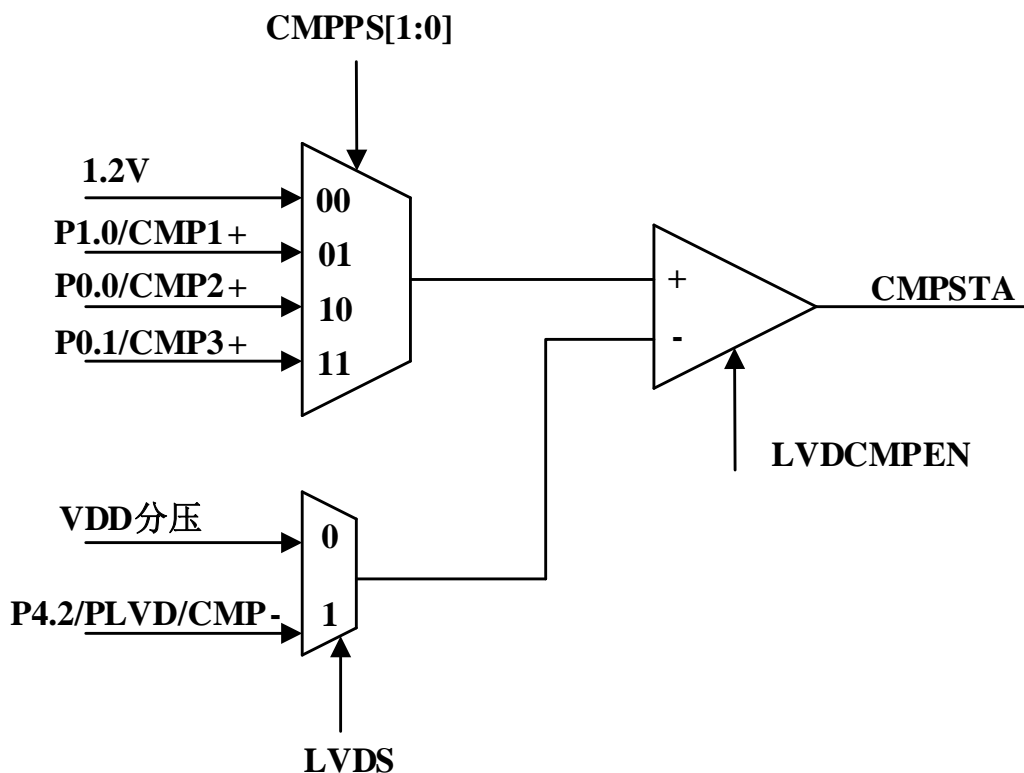 CMPPS[1:0]
1.2V
00
P1.0/CMP1+
01
P0.0/CMP2+
10
P0.1/CMP3+
11
+
-
CMPSTA
LVDCMPEN
VDD分压
0
P4.2/PLVD/CMP-
1
LVDS